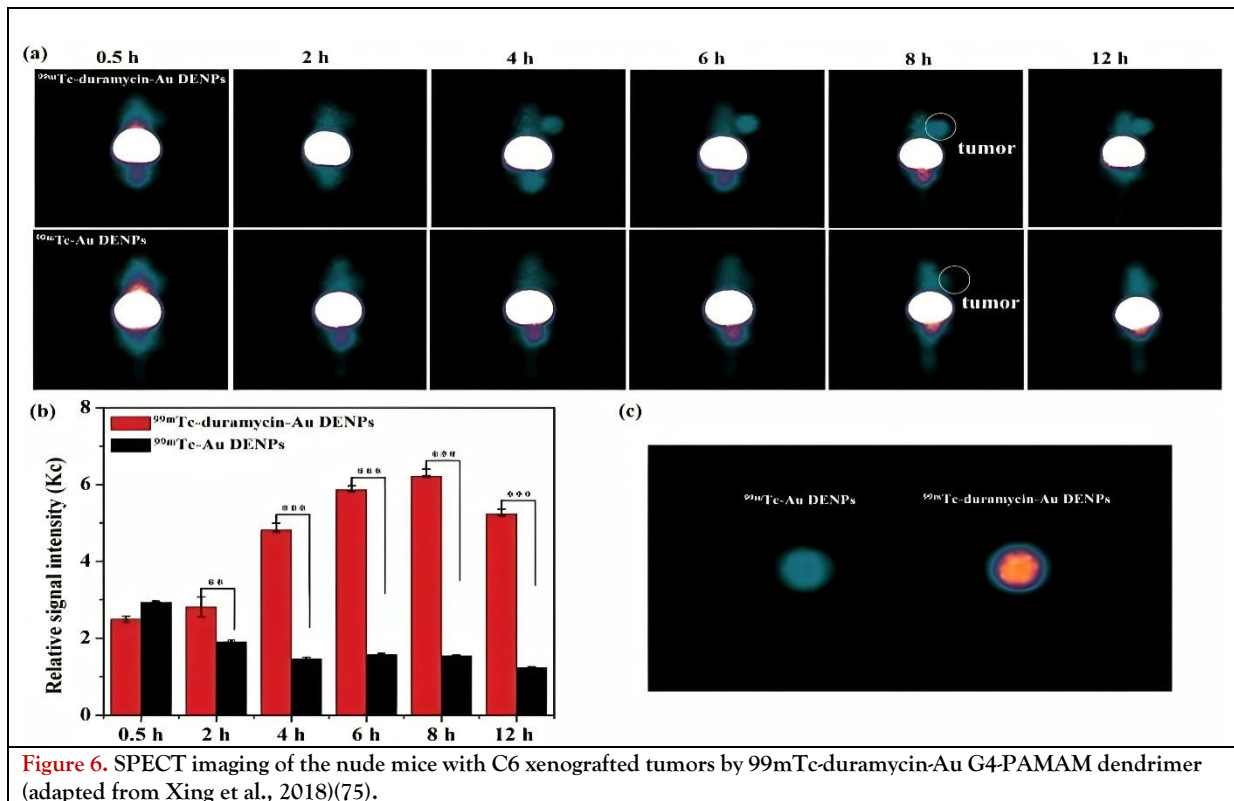 (a)
0.5 h 2 h 4 h 6 h 8 h 12 h
⁹⁹ᵐTc-duramycin-Au DENPs
tumor
⁹⁹ᵐTc-Au DENPs
tumor
(b)
8
6
4
2
0
Relative signal intensity (Kc)
⁹⁹ᵐTc-duramycin-Au DENPs
⁹⁹ᵐTc-Au DENPs
**
***
***
***
***
0.5 h 2 h 4 h 6 h 8 h 12 h
(c)
⁹⁹ᵐTc-Au DENPs ⁹⁹ᵐTc-duramycin-Au DENPs
Figure 6. SPECT imaging of the nude mice with C6 xenografted tumors by 99mTc-duramycin-Au G4-PAMAM dendrimer
(adapted from Xing et al., 2018)(75).